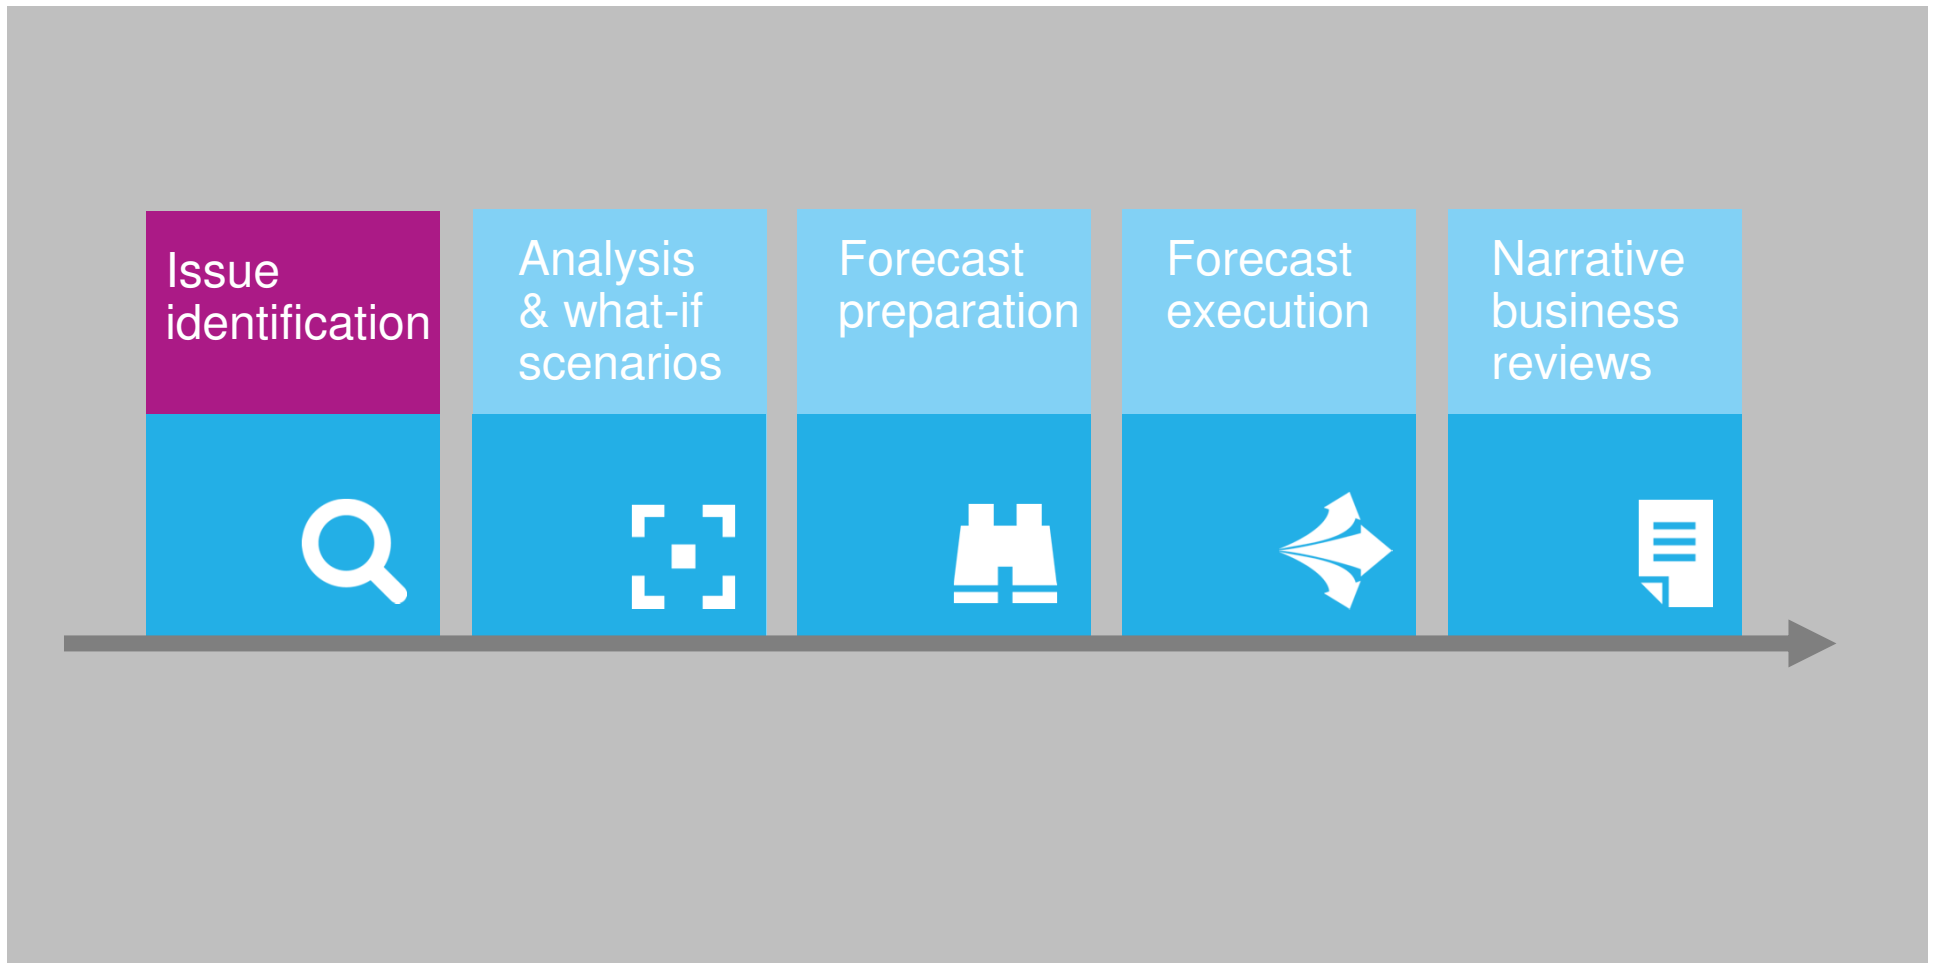 Issue
identification
Analysis
& what-if
scenarios
Forecast
preparation
Forecast
execution
Narrative
business
reviews